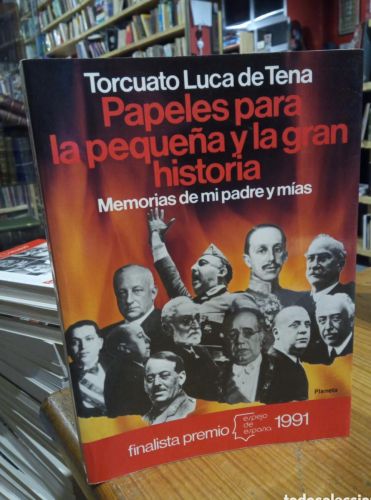 Torcuato Luca de Tena
Papeles para
la pequeña y la gran
historia
Memorias de mi padre y mías
Planeta
finalista premio espejo de españa 1991